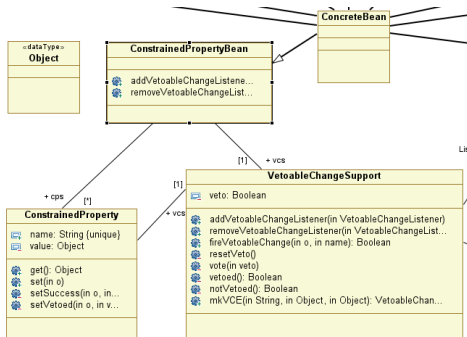 ConcreteBean
«dataType»
Object
ConstrainedPropertyBean
addVetoableChangeListene...
removeVetoableChangeList...
+ cps
[*]
[1]
+ vcs
[1]
+ vcs
ConstrainedProperty
name: String {unique}
value: Object
get(): Object
set(in o)
setSuccess(in o, in...
setVetoed(in o, in v...
VetoableChangeSupport
veto: Boolean
addVetoableChangeListener(in VetoableChangeListener)
removeVetoableChangeListener(in VetoableChangeList...
fireVetoableChange(in o, in name): Boolean
resetVeto()
vote(in veto)
vetoed(): Boolean
notVetoed(): Boolean
mkVCE(in String, in Object, in Object): VetoableChan...